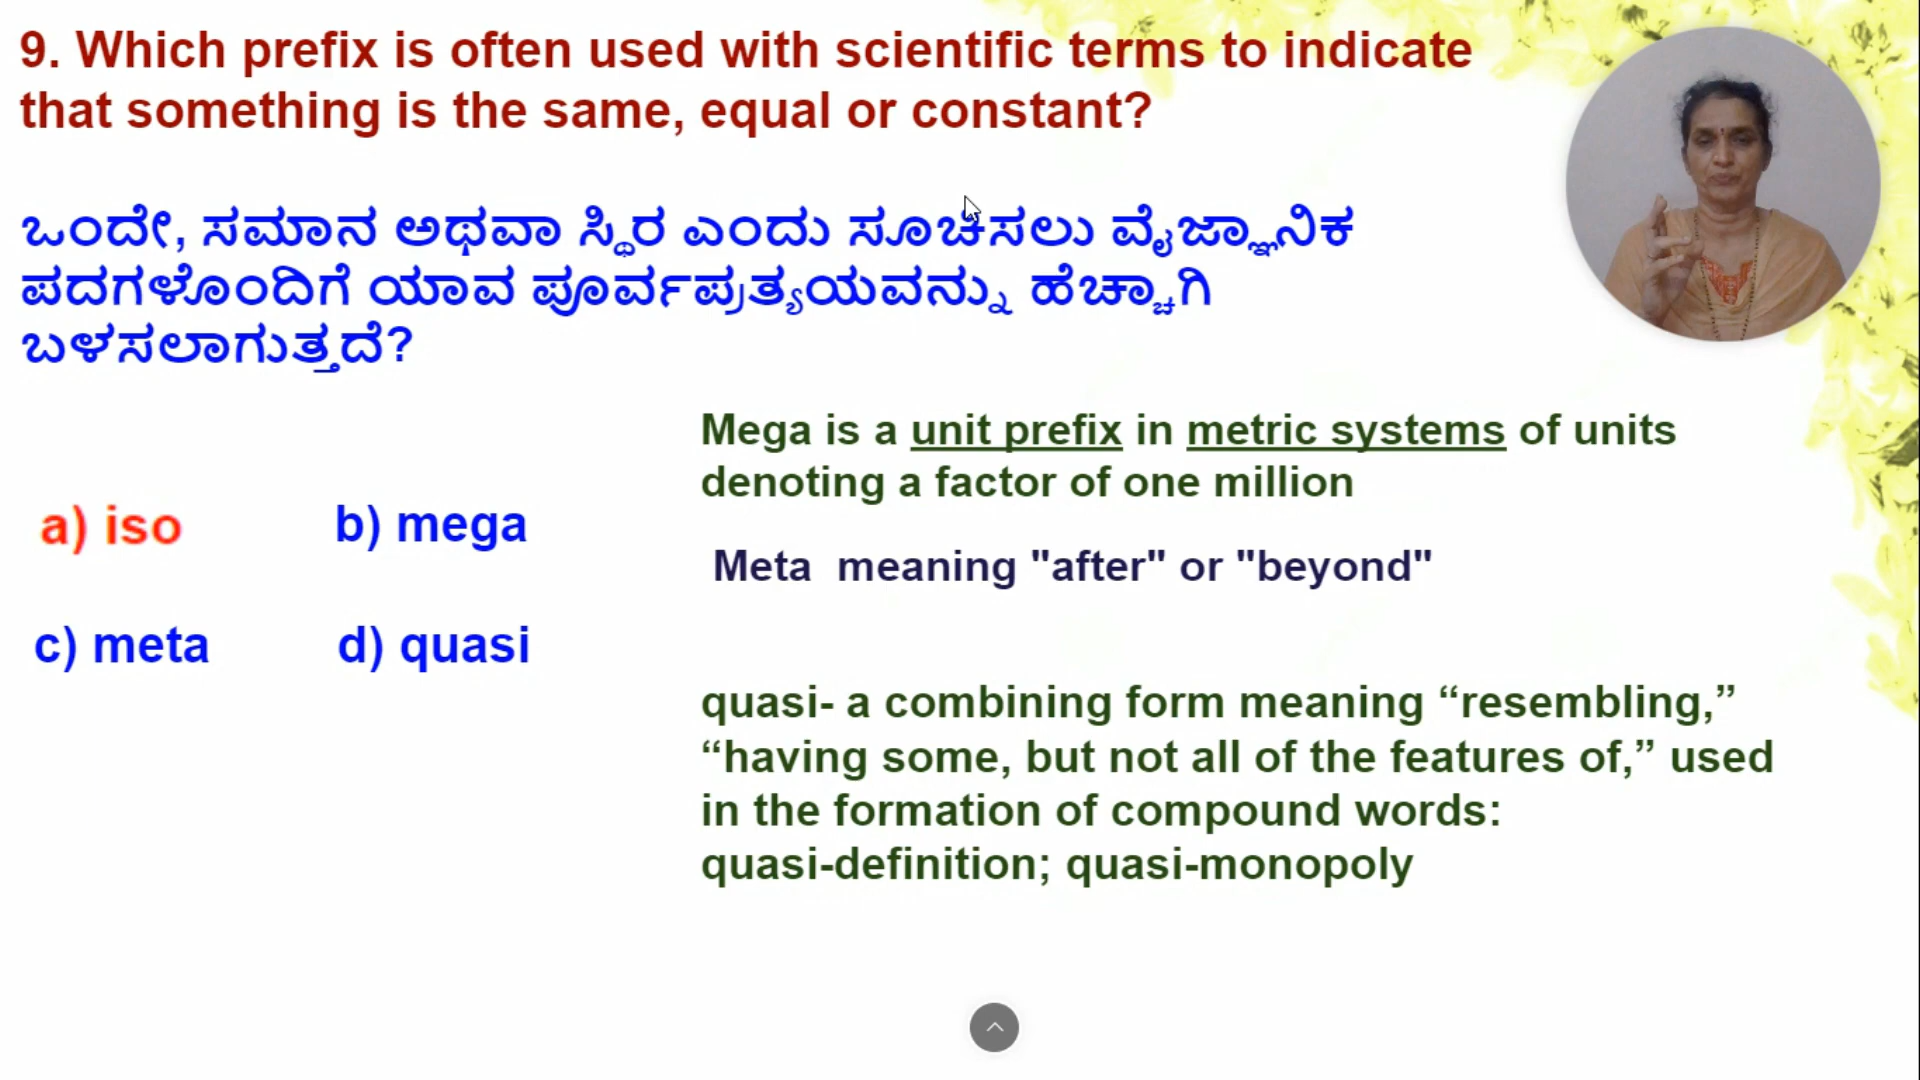 9. Which prefix is often used with scientific terms to indicate
that something is the same, equal or constant?
ಒಂದೇ, ಸಮಾನ ಅಥವಾ ಸ್ಥಿರ ಎಂದು ಸೂಚಿಸಲು ವೈಜ್ಞಾನಿಕ
ಪದಗಳೊಂದಿಗೆ ಯಾವ ಪೂರ್ವಪ್ರತ್ಯಯವನ್ನು ಹೆಚ್ಚಾಗಿ
ಬಳಸಲಾಗುತ್ತದೆ?
a) iso
b) mega
c) meta
d) quasi
Mega is a unit prefix in metric systems of units
denoting a factor of one million
Meta meaning "after" or "beyond"
quasi- a combining form meaning “resembling,”
“having some, but not all of the features of,” used
in the formation of compound words:
quasi-definition; quasi-monopoly